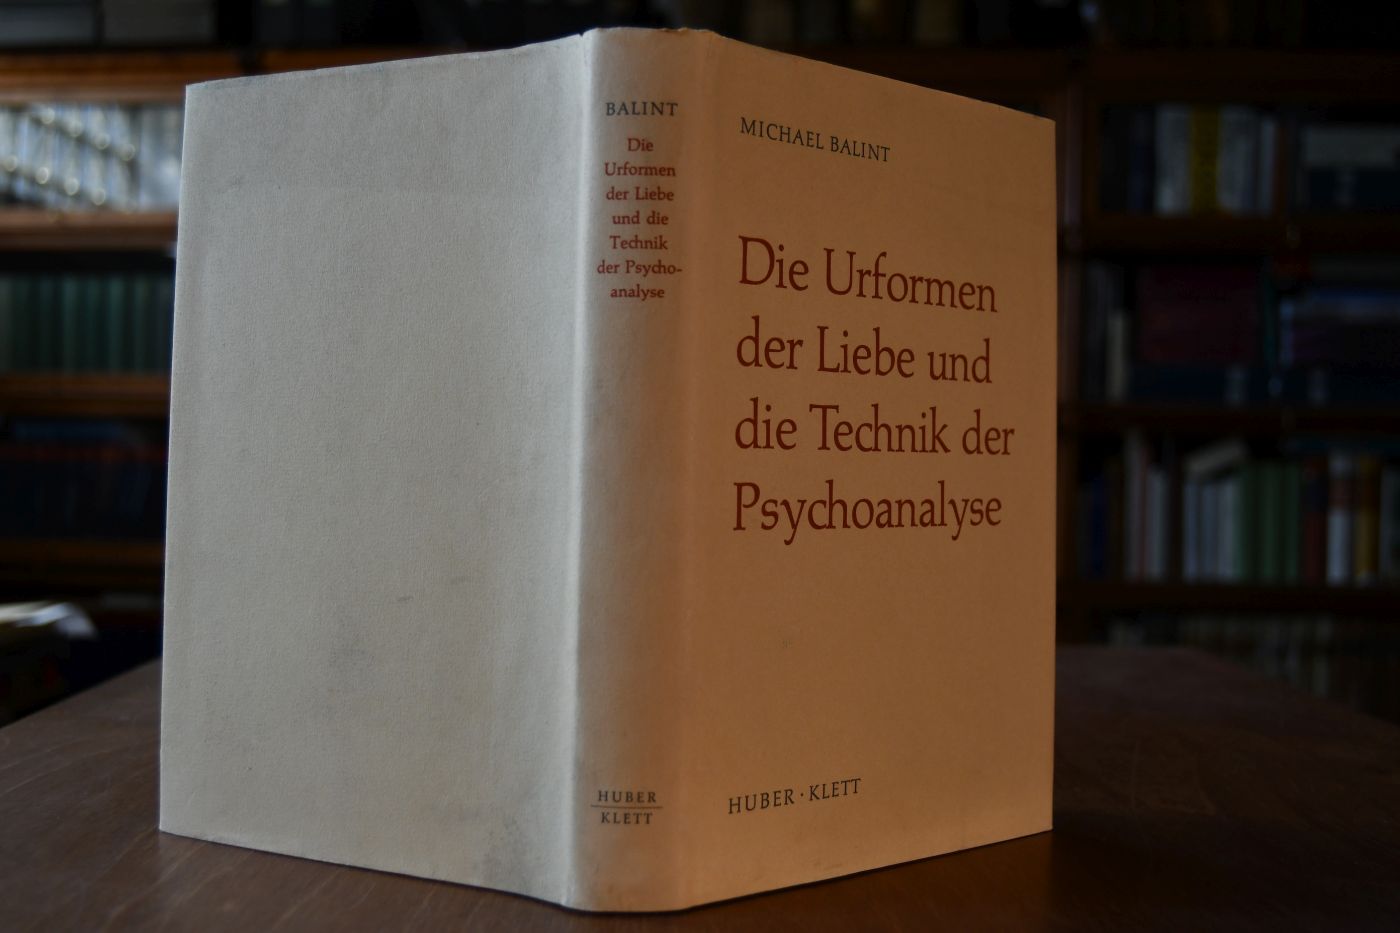 BALINT
Die
Urformen
der Liebe
und die
Technik
der Psycho-
analyse
HUBER
KLETT
MICHAEL BALINT
Die Urformen
der Liebe und
die Technik der
Psychoanalyse
HUBER · KLETT